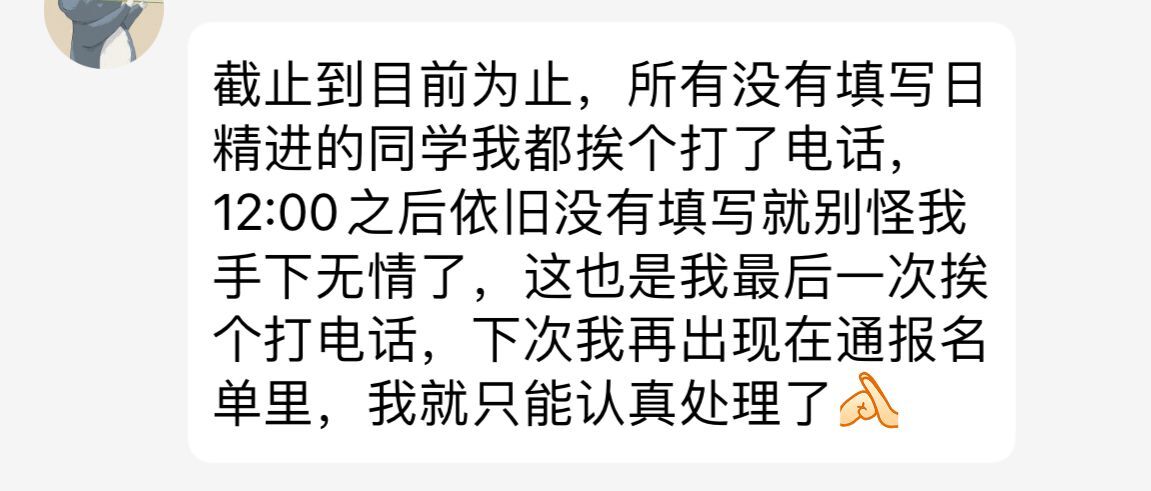 截止到目前为止，所有没有填写日
精进的同学我都挨个打了电话，
12:00之后依旧没有填写就别怪我
手下无情了，这也是我最后一次挨
个打电话，下次我再出现在通报名
单里，我就只能认真处理了